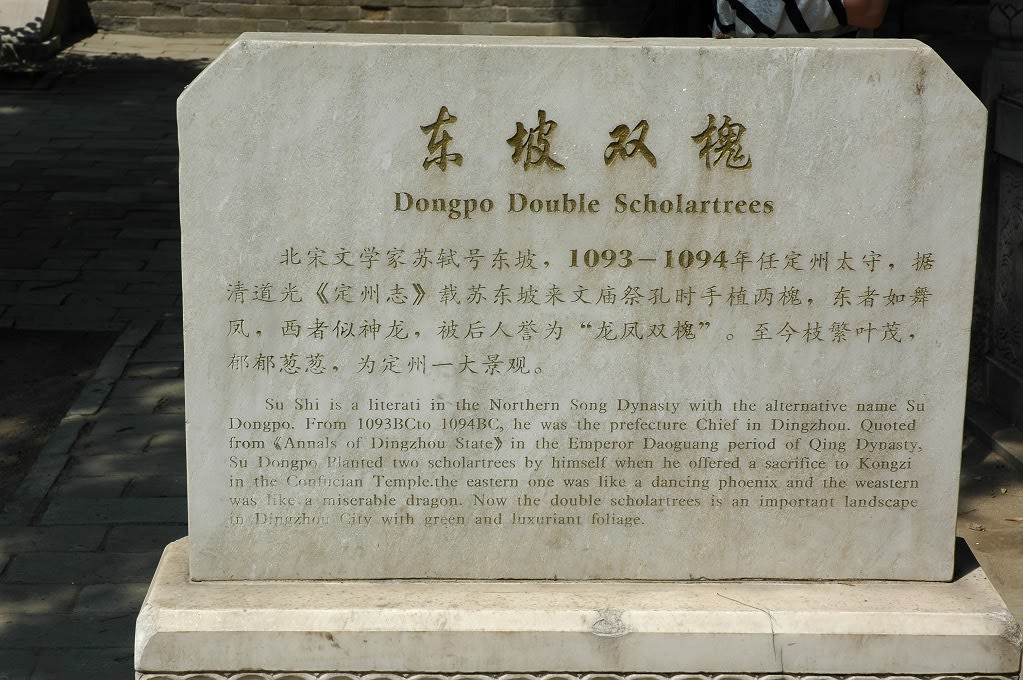 东坡双槐
Dongpo Double Scholartrees
北宋文学家苏轼号东坡，1093－1094年任定州太守，据
清道光《定州志》载苏东坡来文庙祭孔时手植两槐，东者如舞
凤，西者似神龙，被后人誉为“龙凤双槐”。至今枝繁叶茂，
郁郁葱葱，为定州一大景观。
Su Shi is a literati in the Northern Song Dynasty with the alternative name Su
Dongpo. From 1093BCto 1094BC, he was the prefecture Chief in Dingzhou. Quoted
from《Annals of Dingzhou State》in the Emperor Daoguang period of Qing Dynasty,
Su Dongpo Planted two scholartrees by himself when he offered a sacrifice to Kongzi
in the Confucian Temple.the eastern one was like a dancing phoenix and the weastern
was like a miserable dragon. Now the double scholartrees is an important landscape
in Dingzhou City with green and luxuriant foliage.